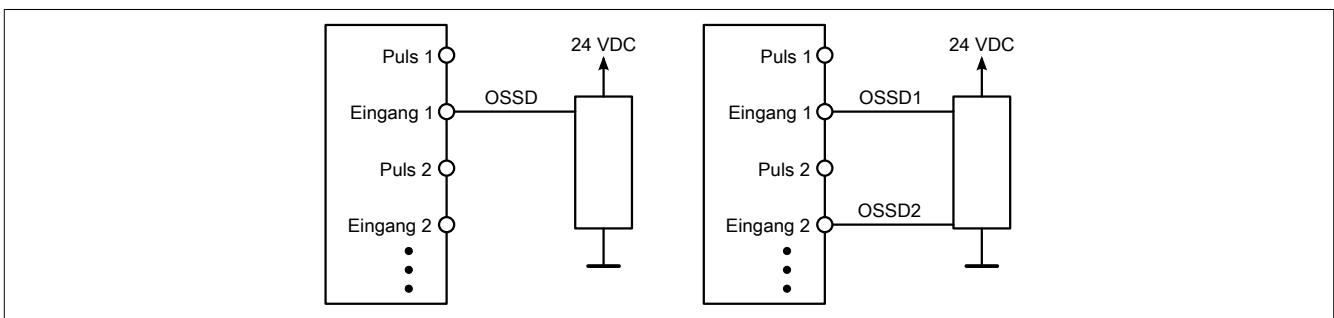 Puls 1
24 VDC
Eingang 1
OSSD
Puls 2
Eingang 2
Puls 1
24 VDC
Eingang 1
OSSD1
Puls 2
Eingang 2
OSSD2